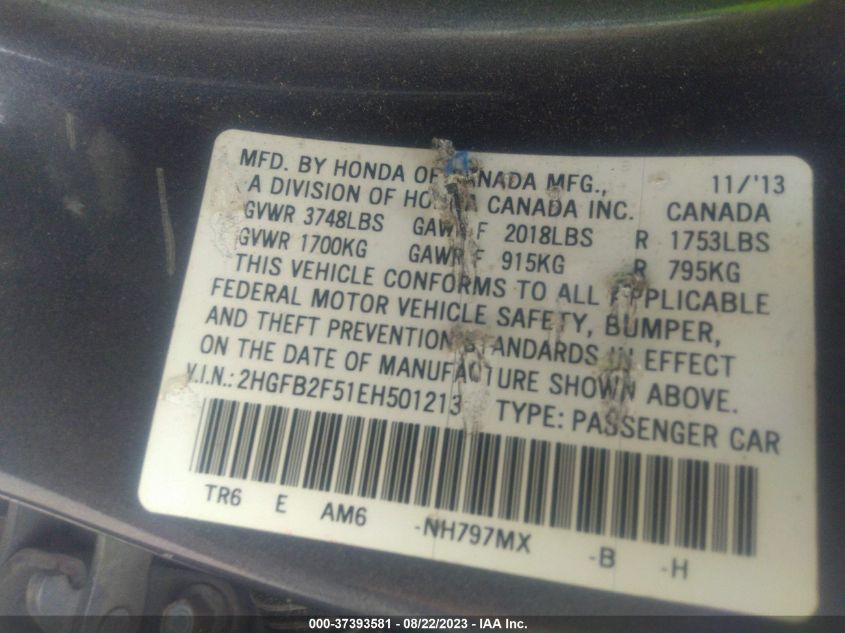 MFD. BY HONDA OF CANADA MFG., 11/'13
A DIVISION OF HONDA CANADA INC. CANADA
GVWR 3748LBS GAWR F 2018LBS R 1753LBS
GVWR 1700KG GAWR F 915KG R 795KG
THIS VEHICLE CONFORMS TO ALL APPLICABLE
FEDERAL MOTOR VEHICLE SAFETY, BUMPER,
AND THEFT PREVENTION STANDARDS IN EFFECT
ON THE DATE OF MANUFACTURE SHOWN ABOVE.
V.I.N.: 2HGFB2F51EH501213 TYPE: PASSENGER CAR
TR6 E AM6 -NH797MX -B -H
000-37393581 - 08/22/2023 - IAA Inc.